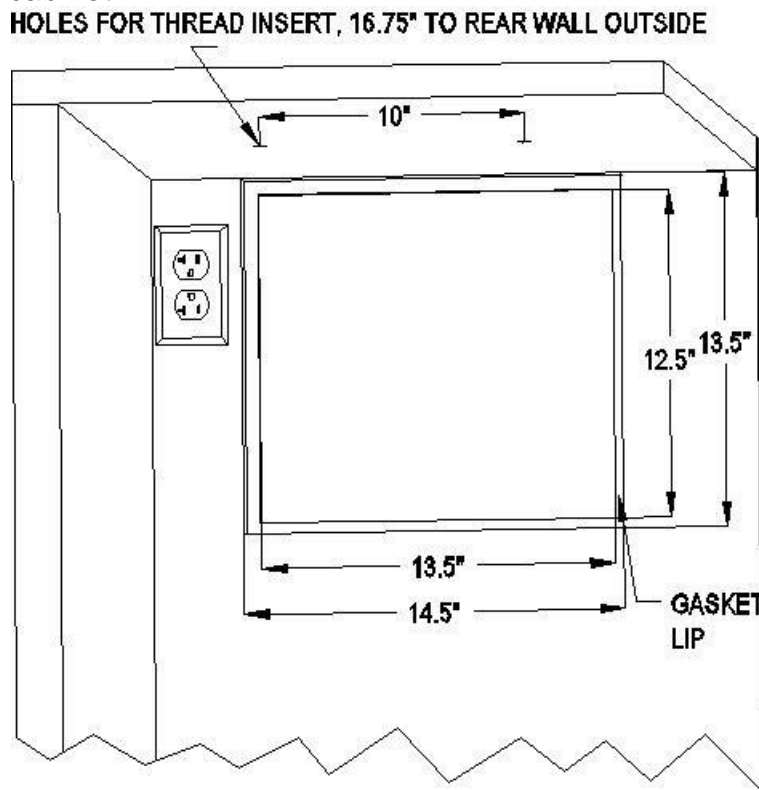 HOLES FOR THREAD INSERT, 16.75" TO REAR WALL OUTSIDE
10"
12.5"
13.5"
13.5"
14.5"
GASKET
LIP